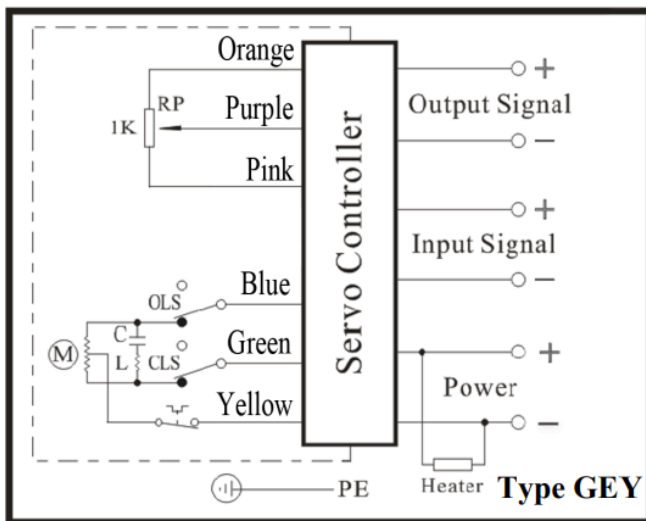 Orange
RP
1K
Purple
Pink
Servo Controller
+
Output Signal
−
+
Input Signal
−
Blue
OLS
C
M
L
CLS
Green
Yellow
+
Power
−
PE
Heater
Type GEY